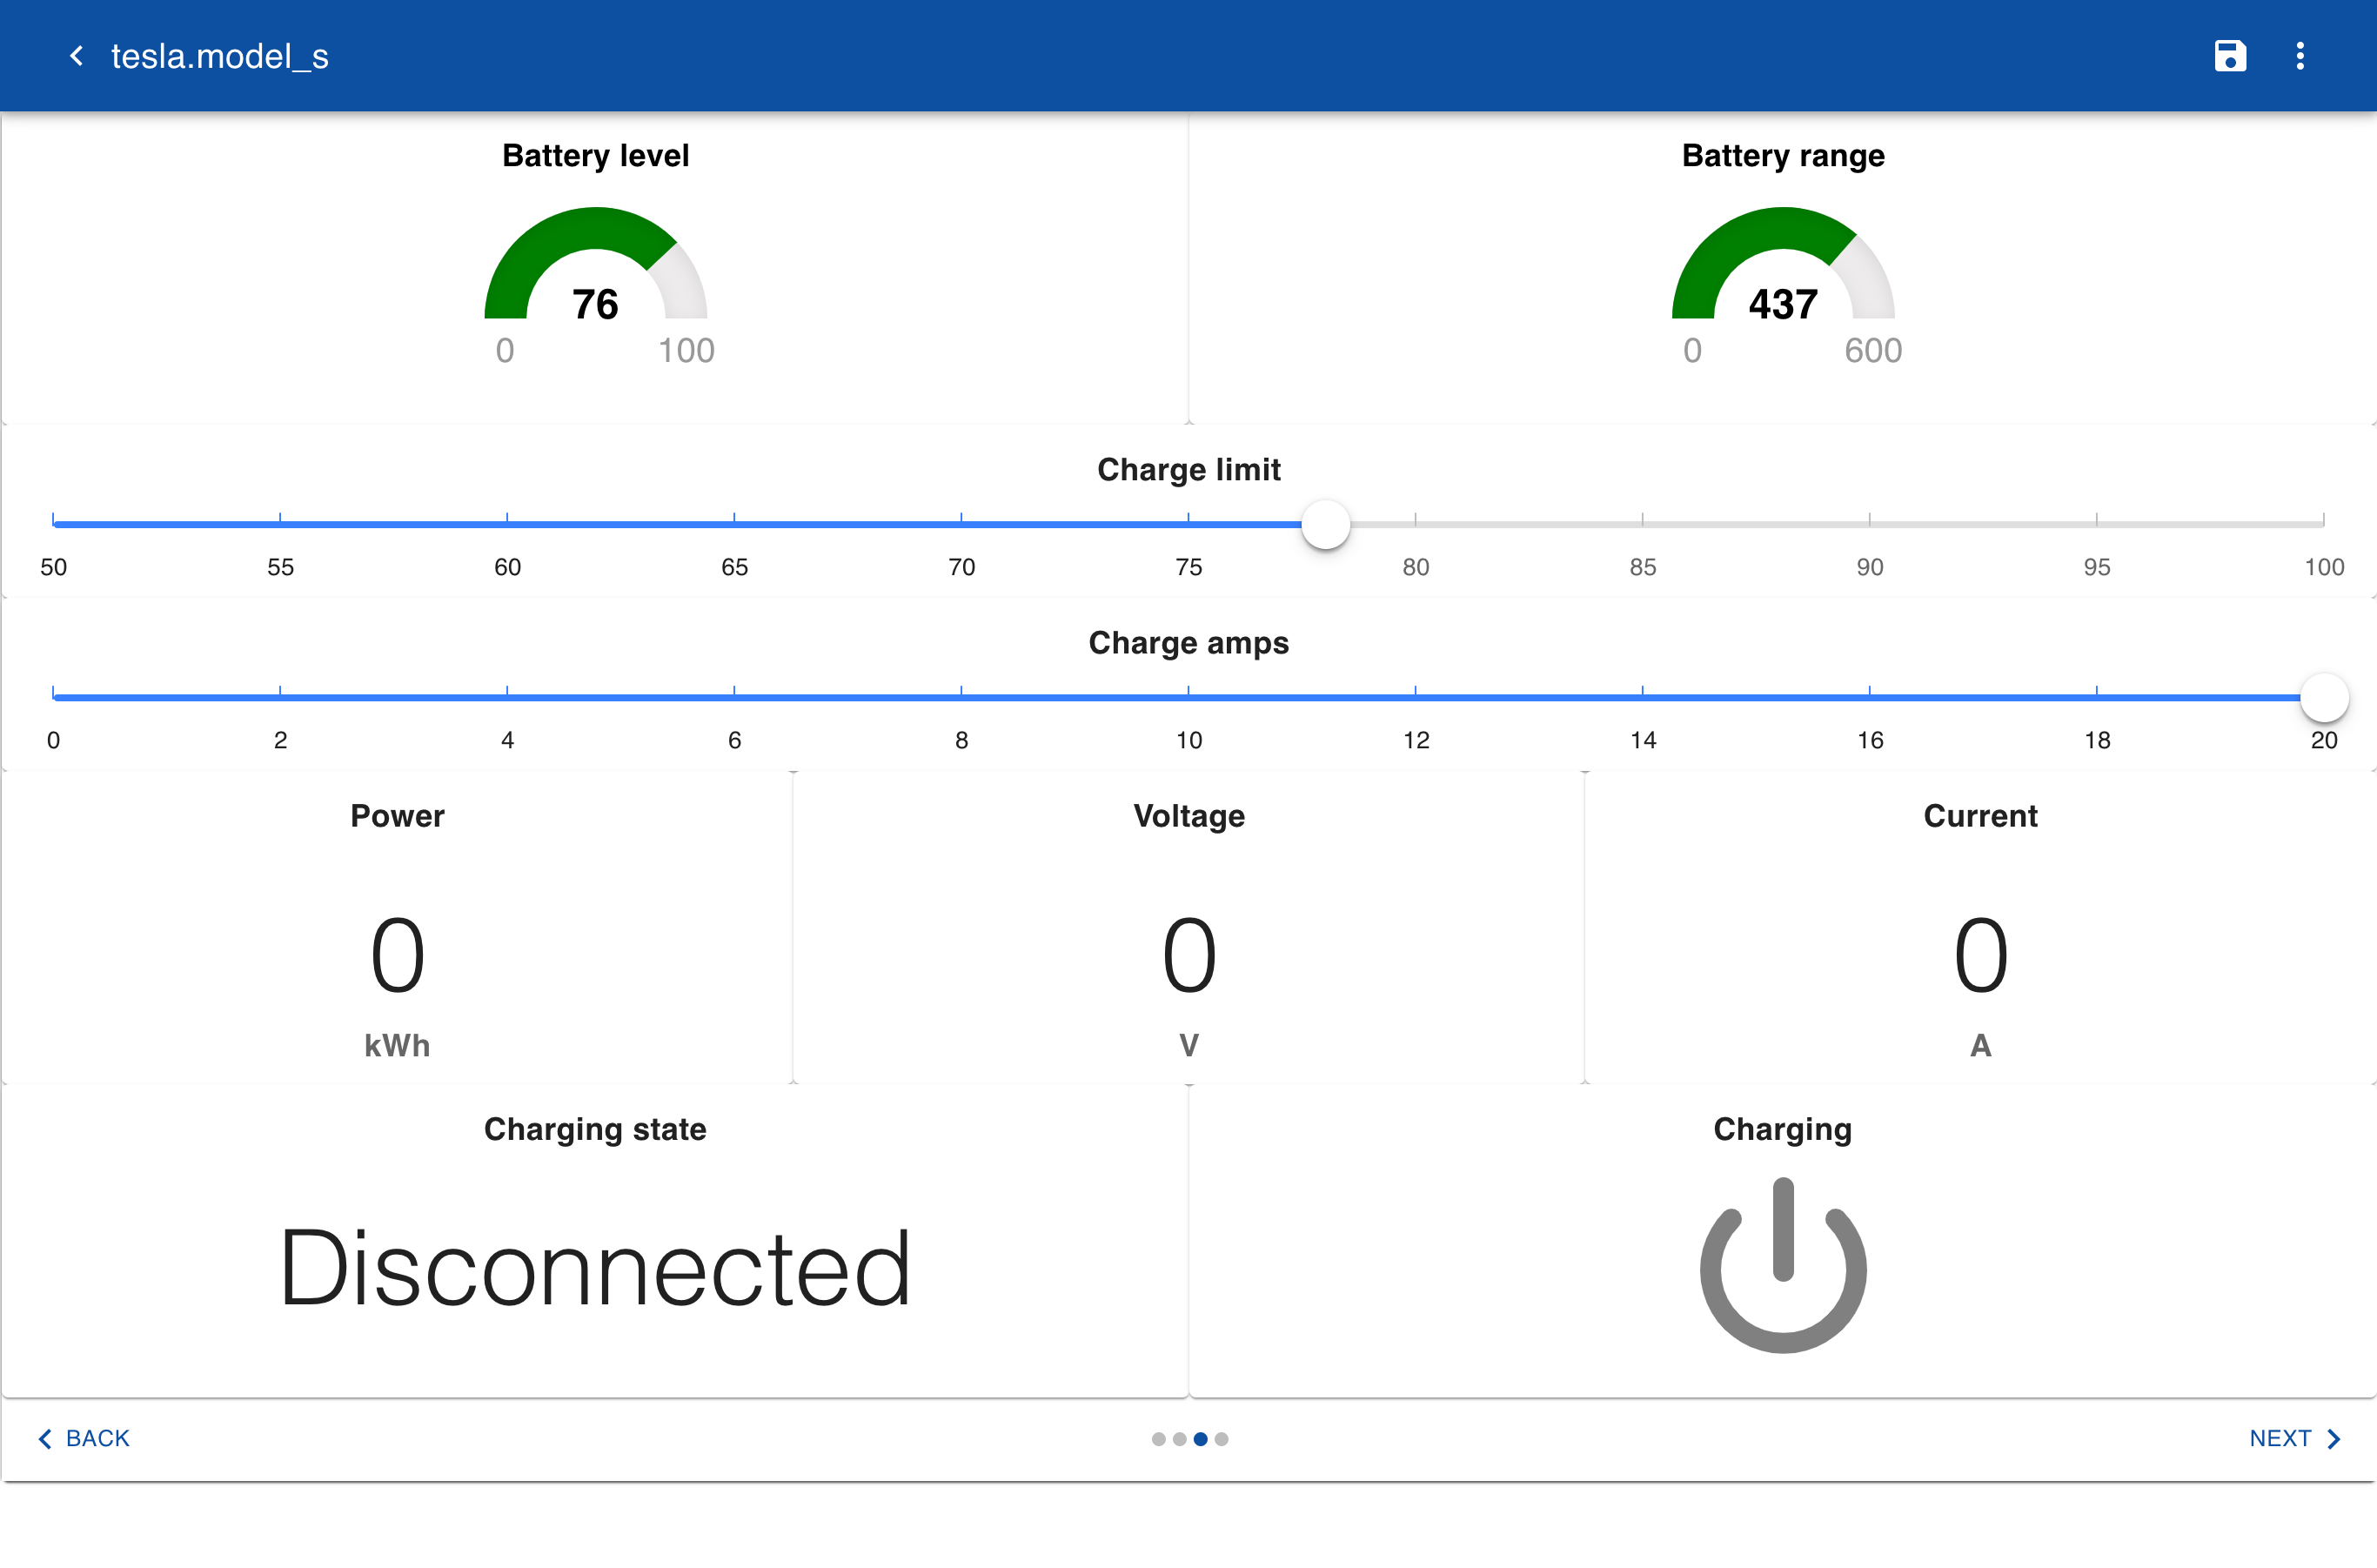 tesla.model_s
Battery level
Battery range
76
437
0 100
0 600
Charge limit
50 55 60 65 70 75 80 85 90 95 100
Charge amps
0 2 4 6 8 10 12 14 16 18 20
Power
Voltage
Current
0
0
0
kWh
V
A
Charging state
Charging
Disconnected
BACK
NEXT